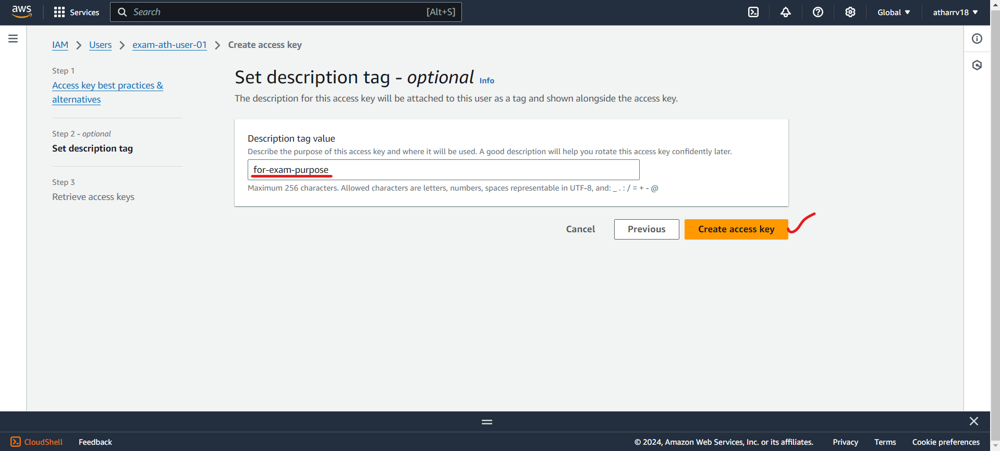 aws
Services
Search
[Alt+S]
Global
atharrv18
IAM
Users
exam-ath-user-01
Create access key
Step 1
Access key best practices &
alternatives
Step 2 - optional
Set description tag
Step 3
Retrieve access keys
Set description tag - optional Info
The description for this access key will be attached to this user as a tag and shown alongside the access key.
Description tag value
Describe the purpose of this access key and where it will be used. A good description will help you rotate this access key confidently later.
for-exam-purpose
Maximum 256 characters. Allowed characters are letters, numbers, spaces representable in UTF-8, and: _ . : / = + - @
Cancel
Previous
Create access key
CloudShell
Feedback
© 2024, Amazon Web Services, Inc. or its affiliates.
Privacy
Terms
Cookie preferences